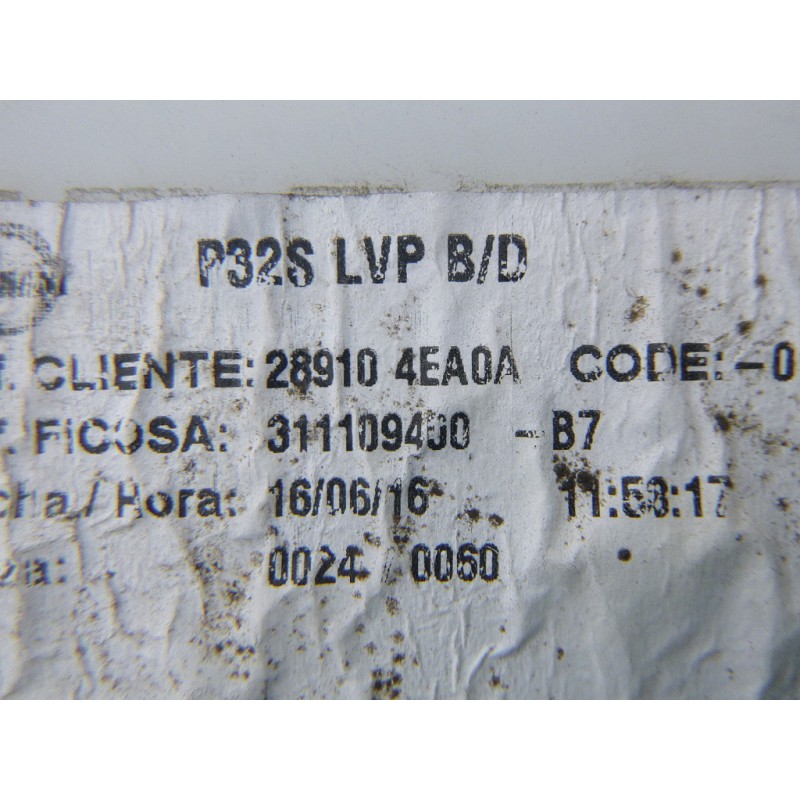 P32S LVP B/D
. CLIENTE: 28910 4EA0A CODE: -0
. FICOSA: 311109400 -B7
cha / Hora: 16/06/16 11:58:17
za: 0024 0060